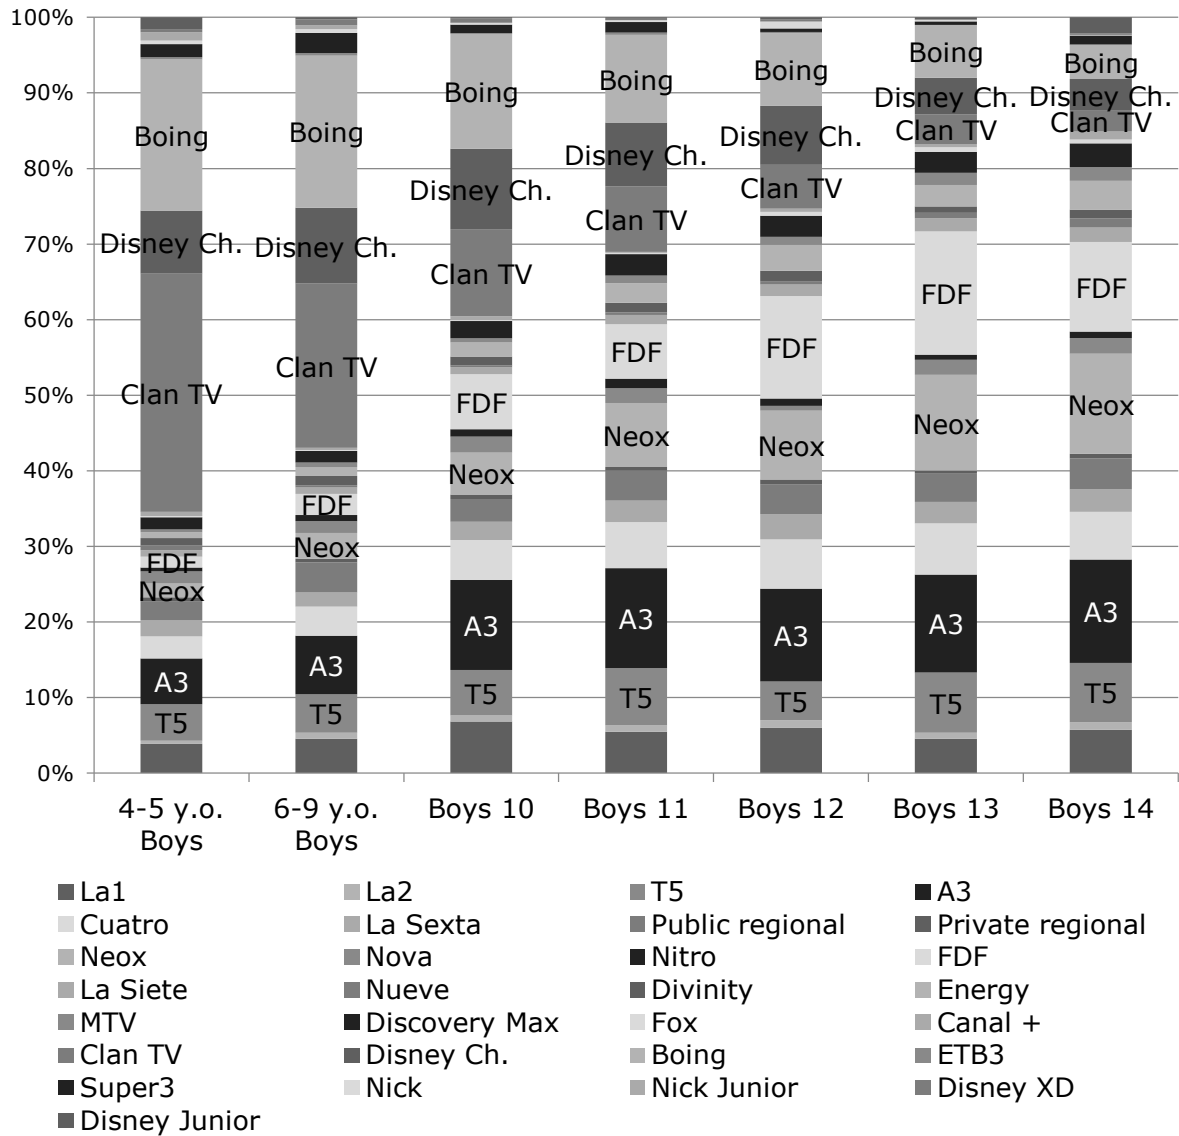 100%
Boing
Boing
Boing
Boing
Boing
Boing
Boing
90%
Disney Ch.
Disney Ch.
Clan TV
Clan TV
80%
Disney Ch.
Disney Ch.
Disney Ch.
Clan TV
70%
Disney Ch.
Disney Ch.
Clan TV
Clan TV
60%
FDF
FDF
FDF
FDF
Clan TV
50%
Clan TV
FDF
Neox
Neox
Neox
Neox
40%
Neox
FDF
30%
Neox
FDF
Neox
20%
A3
A3
A3
A3
A3
A3
A3
10%
T5
T5
T5
T5
T5
T5
T5
0%
4-5 y.o. Boys
6-9 y.o. Boys
Boys 10
Boys 11
Boys 12
Boys 13
Boys 14
La1
La2
T5
A3
Cuatro
La Sexta
Public regional
Private regional
Neox
Nova
Nitro
FDF
La Siete
Nueve
Divinity
Energy
MTV
Discovery Max
Fox
Canal +
Clan TV
Disney Ch.
Boing
ETB3
Super3
Nick
Nick Junior
Disney XD
Disney Junior